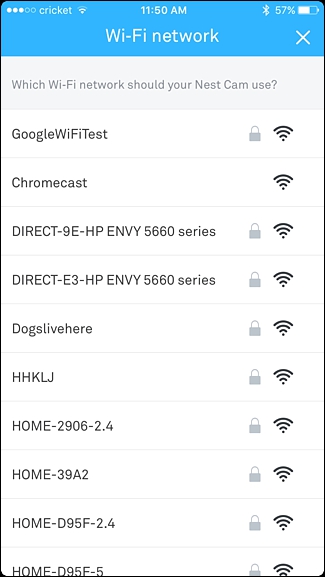 cricket 11:50 AM 57%
Wi-Fi network
Which Wi-Fi network should your Nest Cam use?
GoogleWiFiTest
Chromecast
DIRECT-9E-HP ENVY 5660 series
DIRECT-E3-HP ENVY 5660 series
Dogslivehere
HHKLJ
HOME-2906-2.4
HOME-39A2
HOME-D95F-2.4
HOME-D95F-5